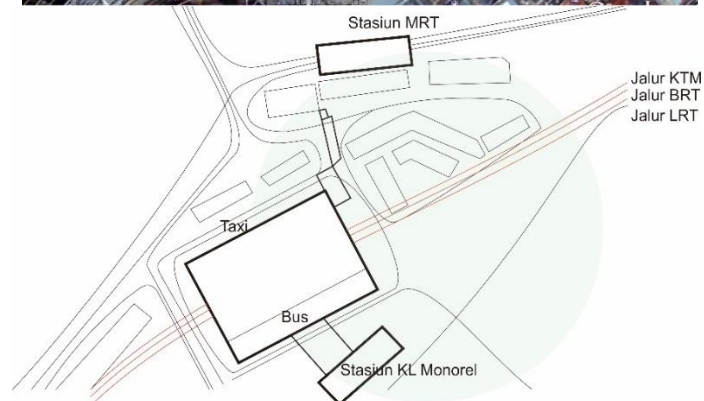 Stasiun MRT
Jalur KTM
Jalur BRT
Jalur LRT
Taxi
Bus
Stasiun KL Monorel